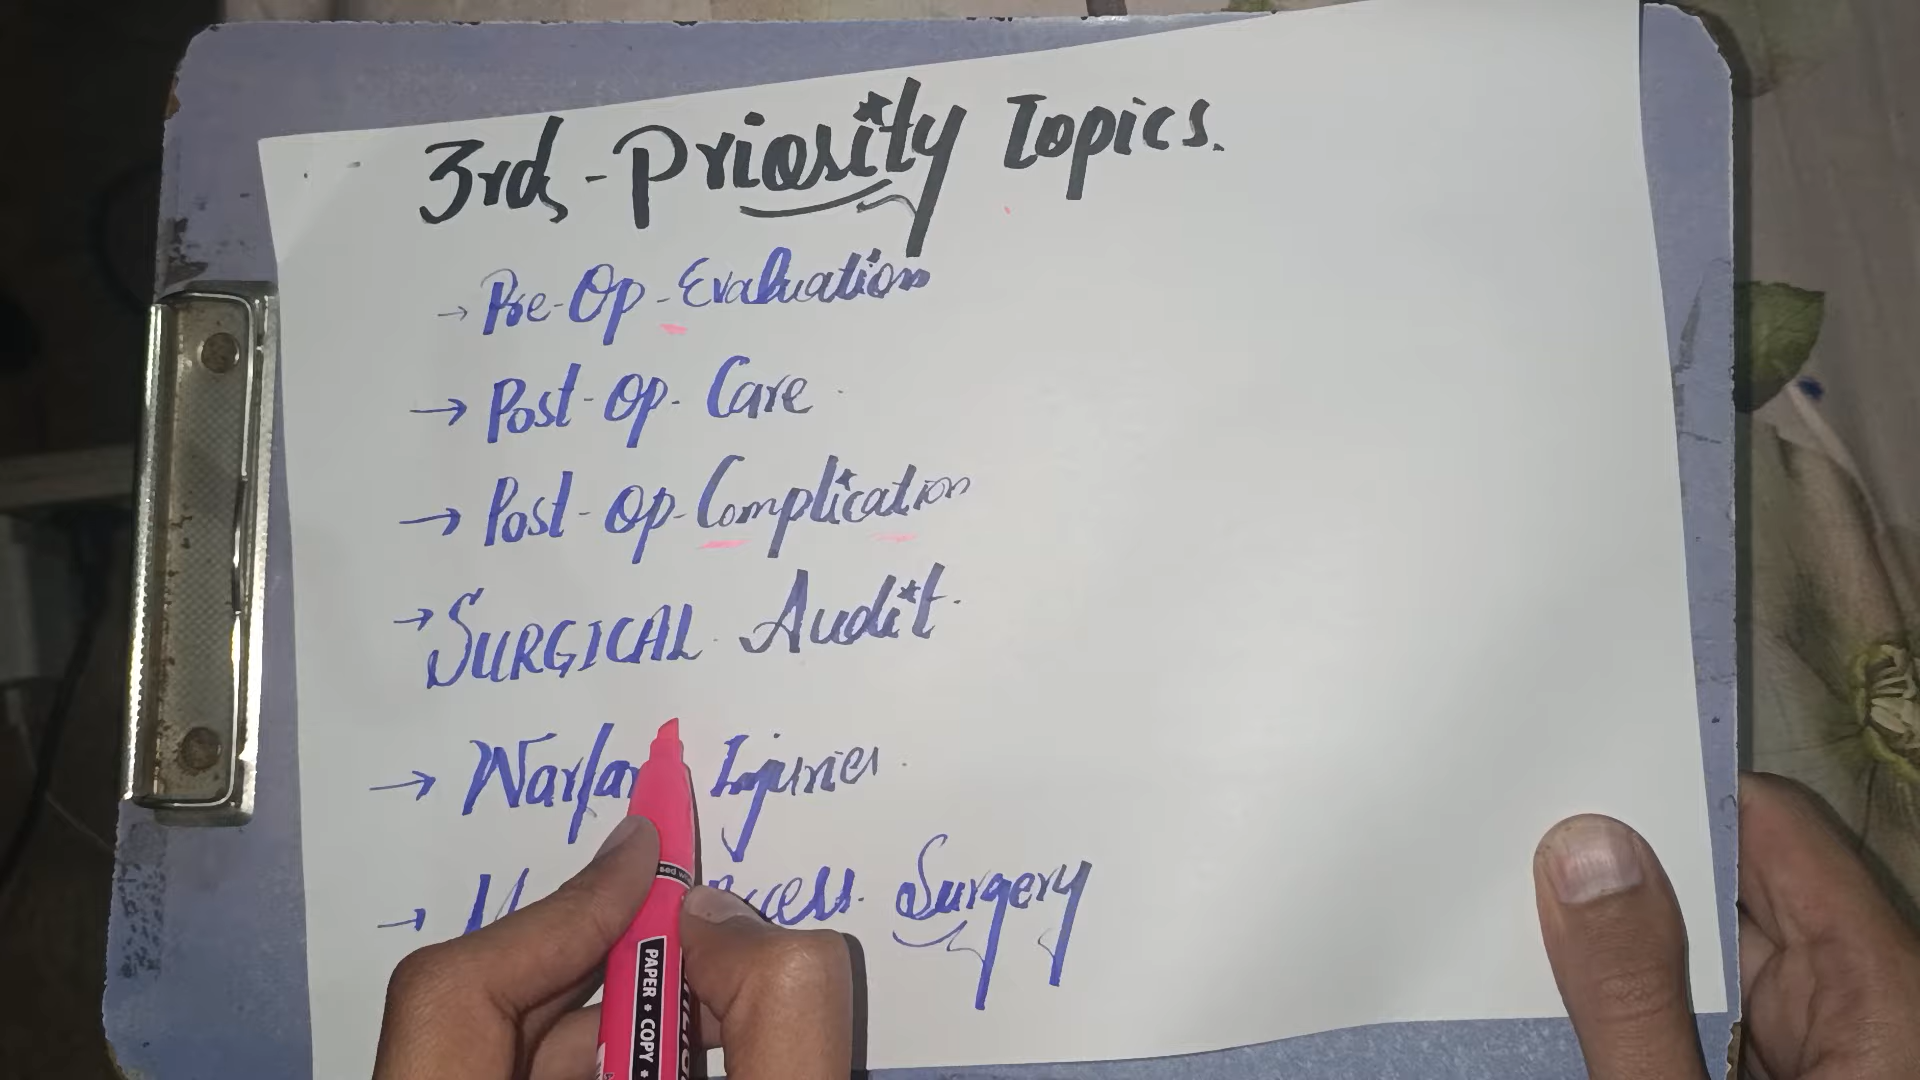 3rd - Priority Topics.
→ Pre-Op-Evaluation
→ Post-Op-Care
→ Post-Op-Complication
→ SURGICAL Audit.
→ Injuries
→ Surgery
PAPER • COPY •